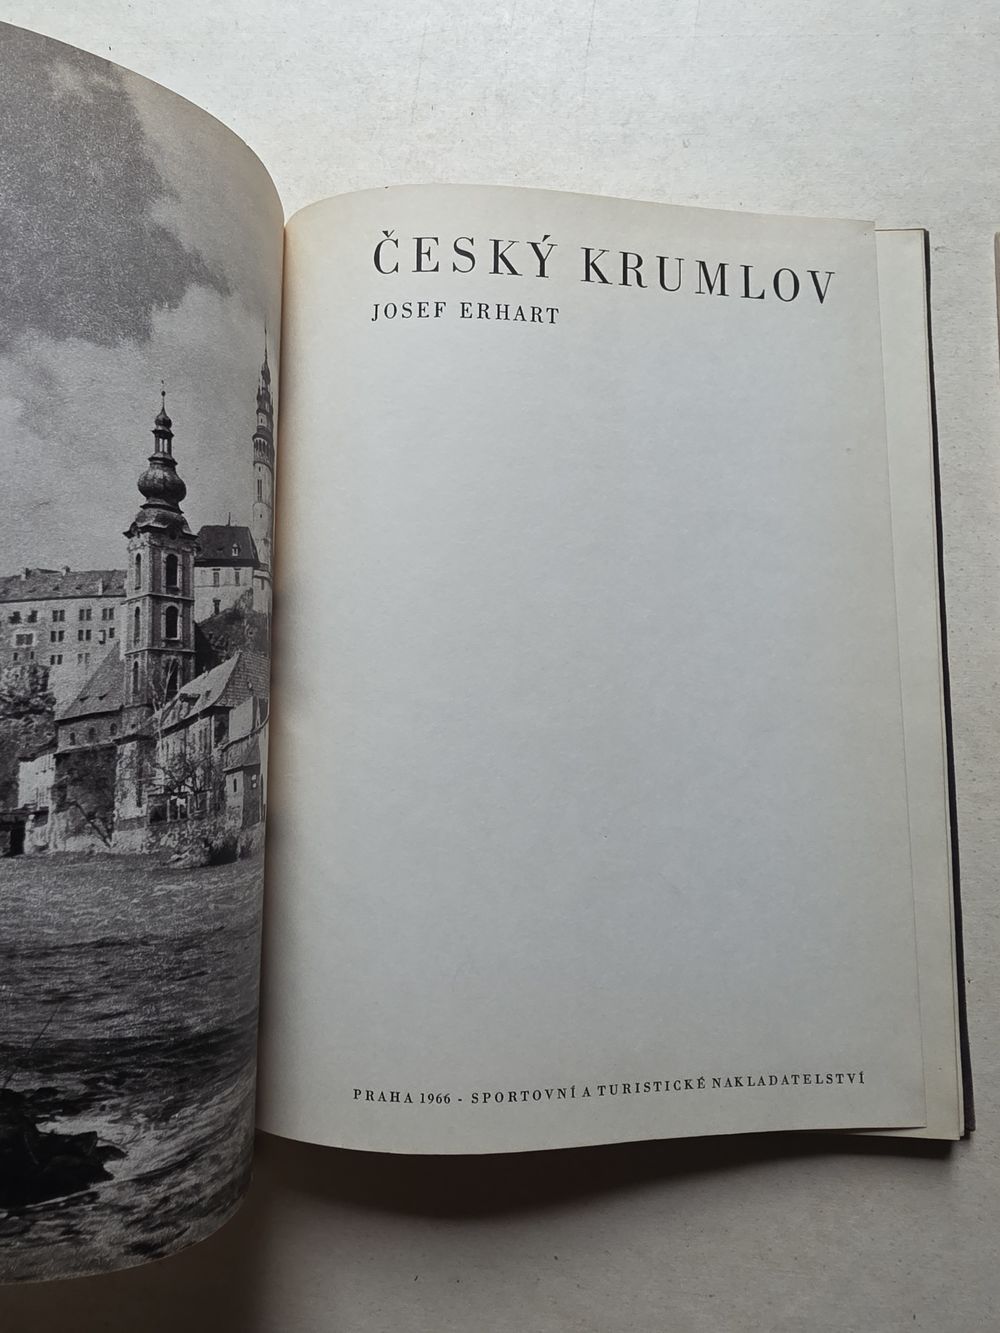 ČESKÝ KRUMLOV
JOSEF ERHART
PRAHA 1966 - SPORTOVNÍ A TURISTICKÉ NAKLADATELSTVÍ